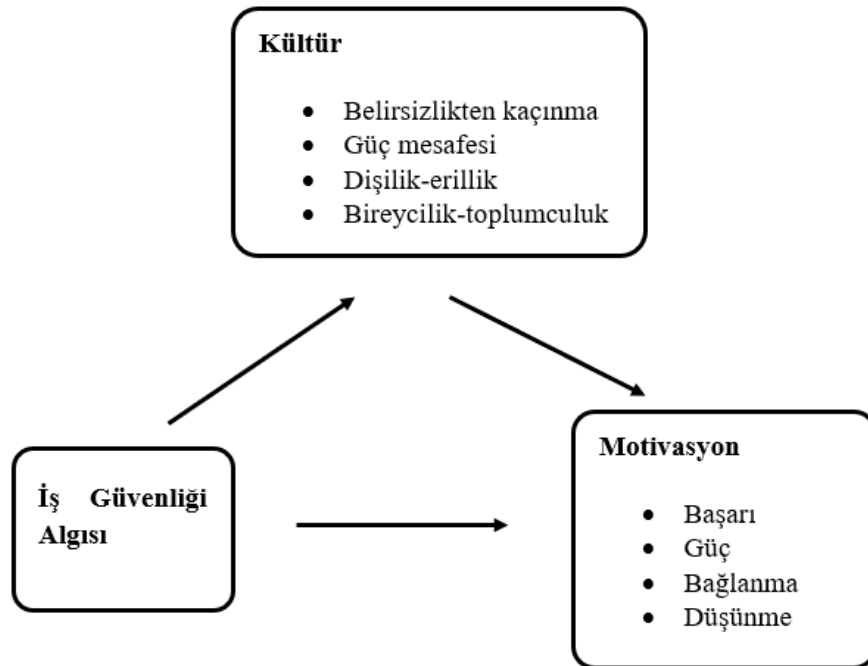 Kültür
• Belirsizlikten kaçınma
• Güç mesafesi
• Dişilik-erillik
• Bireycilik-toplumculuk
İş Güvenliği
Algısı
Motivasyon
• Başarı
• Güç
• Bağlanma
• Düşünme